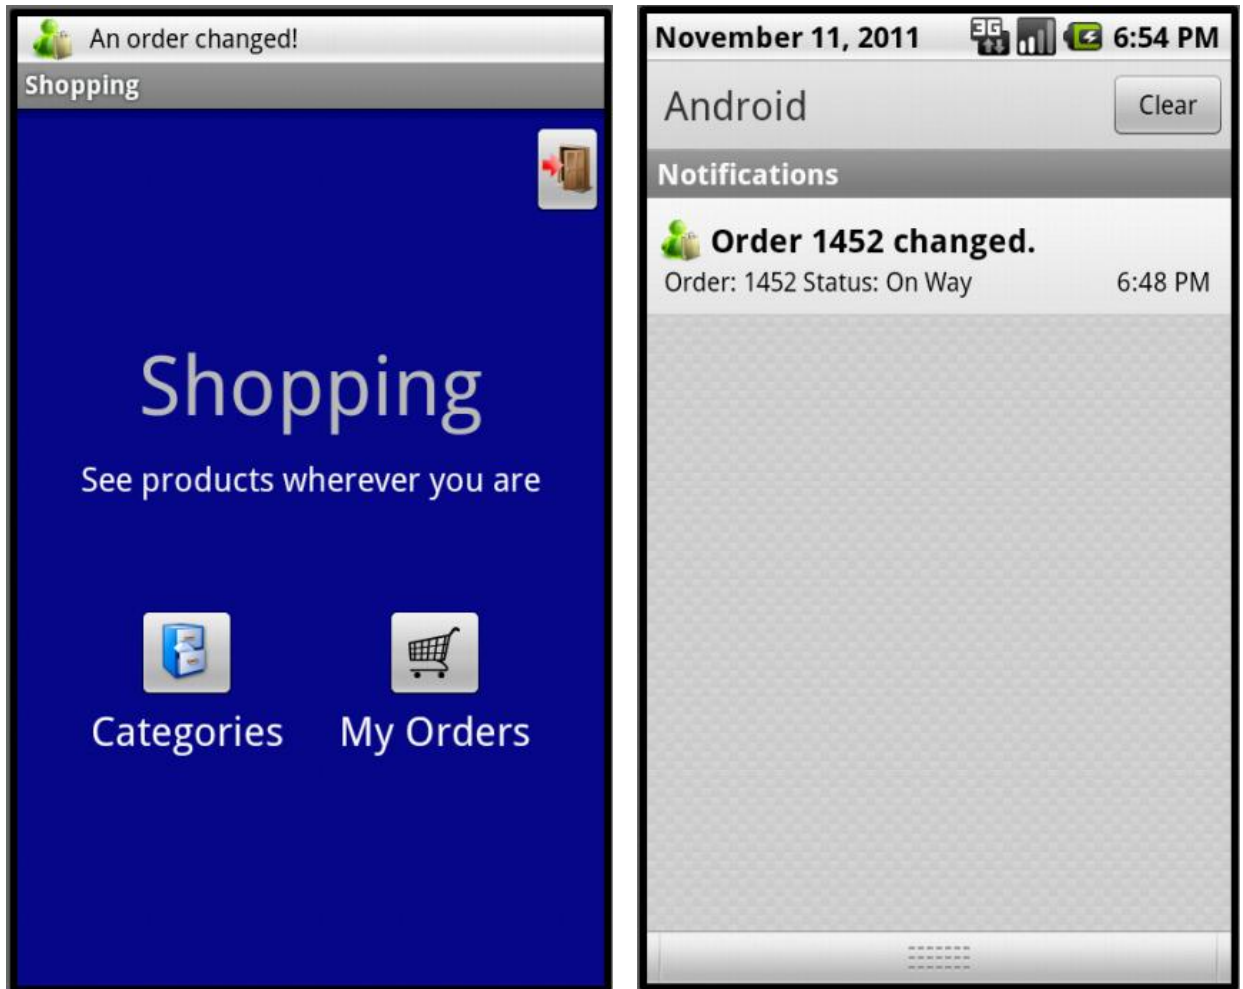 An order changed!
Shopping
Shopping
See products wherever you are
Categories My Orders
November 11, 2011 3G 6:54 PM
Android Clear
Notifications
Order 1452 changed.
Order: 1452 Status: On Way 6:48 PM